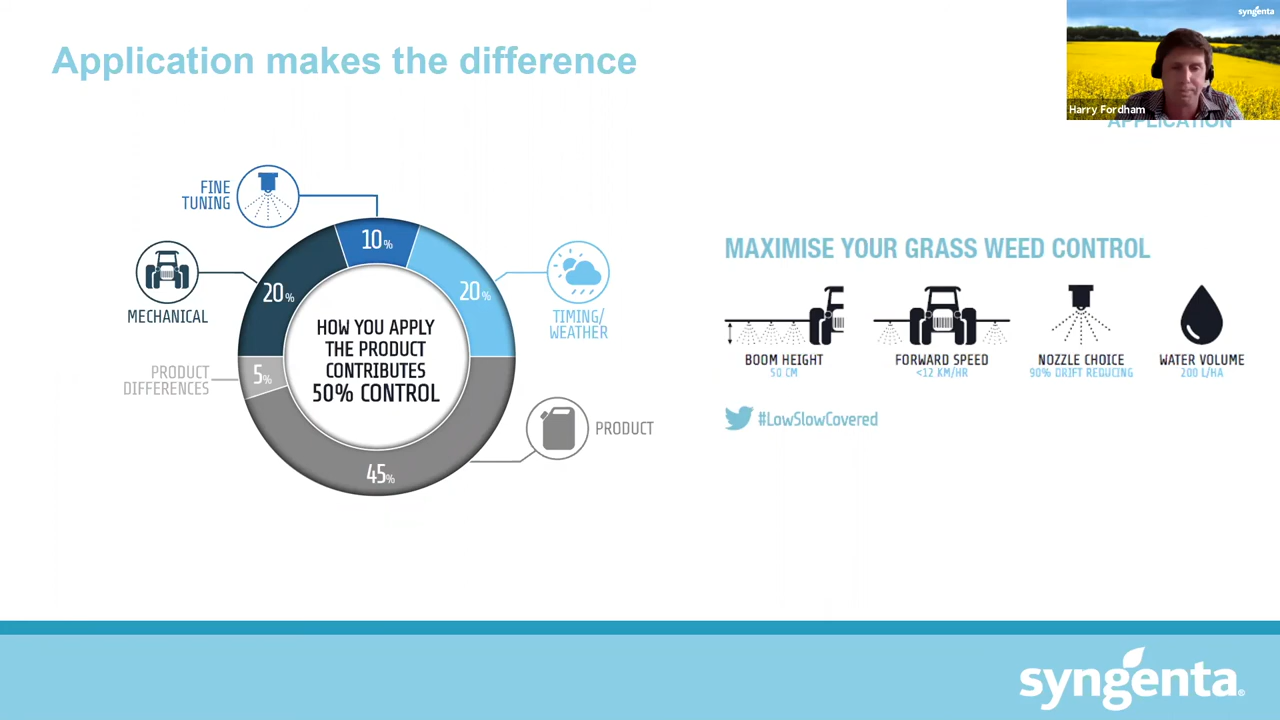 Application makes the difference
syngenta
Harry Fordham
APPLICATION
FINE
TUNING
10%
20%
TIMING/
WEATHER
MECHANICAL
20%
HOW YOU APPLY
THE PRODUCT
CONTRIBUTES
50% CONTROL
PRODUCT
DIFFERENCES
5%
PRODUCT
45%
MAXIMISE YOUR GRASS WEED CONTROL
BOOM HEIGHT
50 CM
FORWARD SPEED
<12 KM/HR
NOZZLE CHOICE
90% DRIFT REDUCING
WATER VOLUME
200 L/HA
#LowSlowCovered
syngenta®